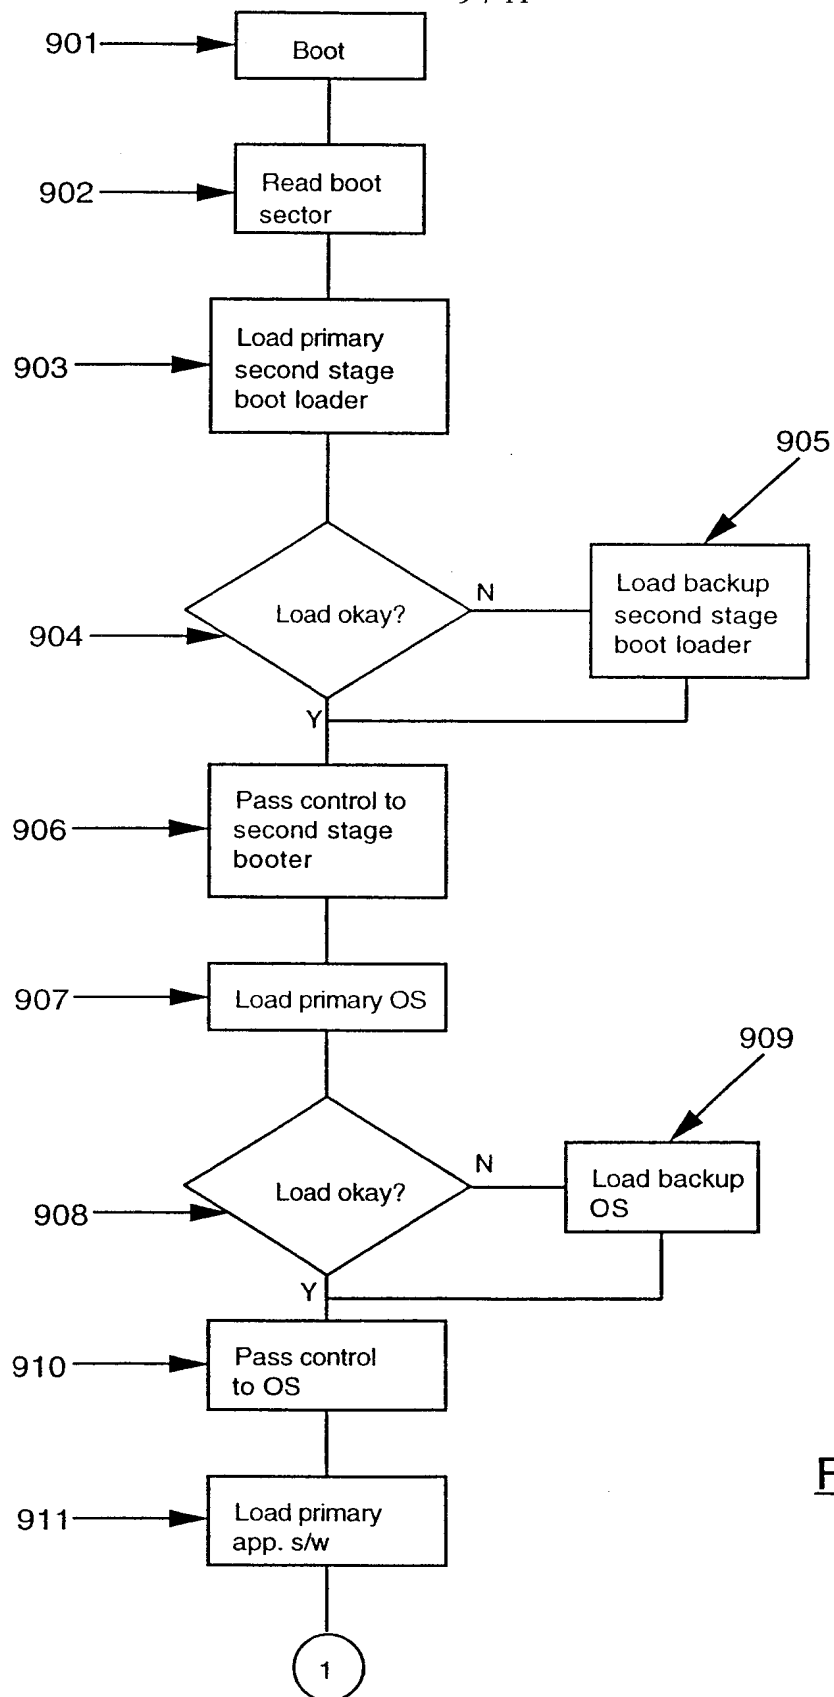 901
Boot
902
Read boot
sector
903
Load primary
second stage
boot loader
905
904
Load okay?
N
Load backup
second stage
boot loader
Y
906
Pass control to
second stage
booter
907
Load primary OS
909
908
Load okay?
N
Load backup
OS
Y
910
Pass control
to OS
911
Load primary
app. s/w
1